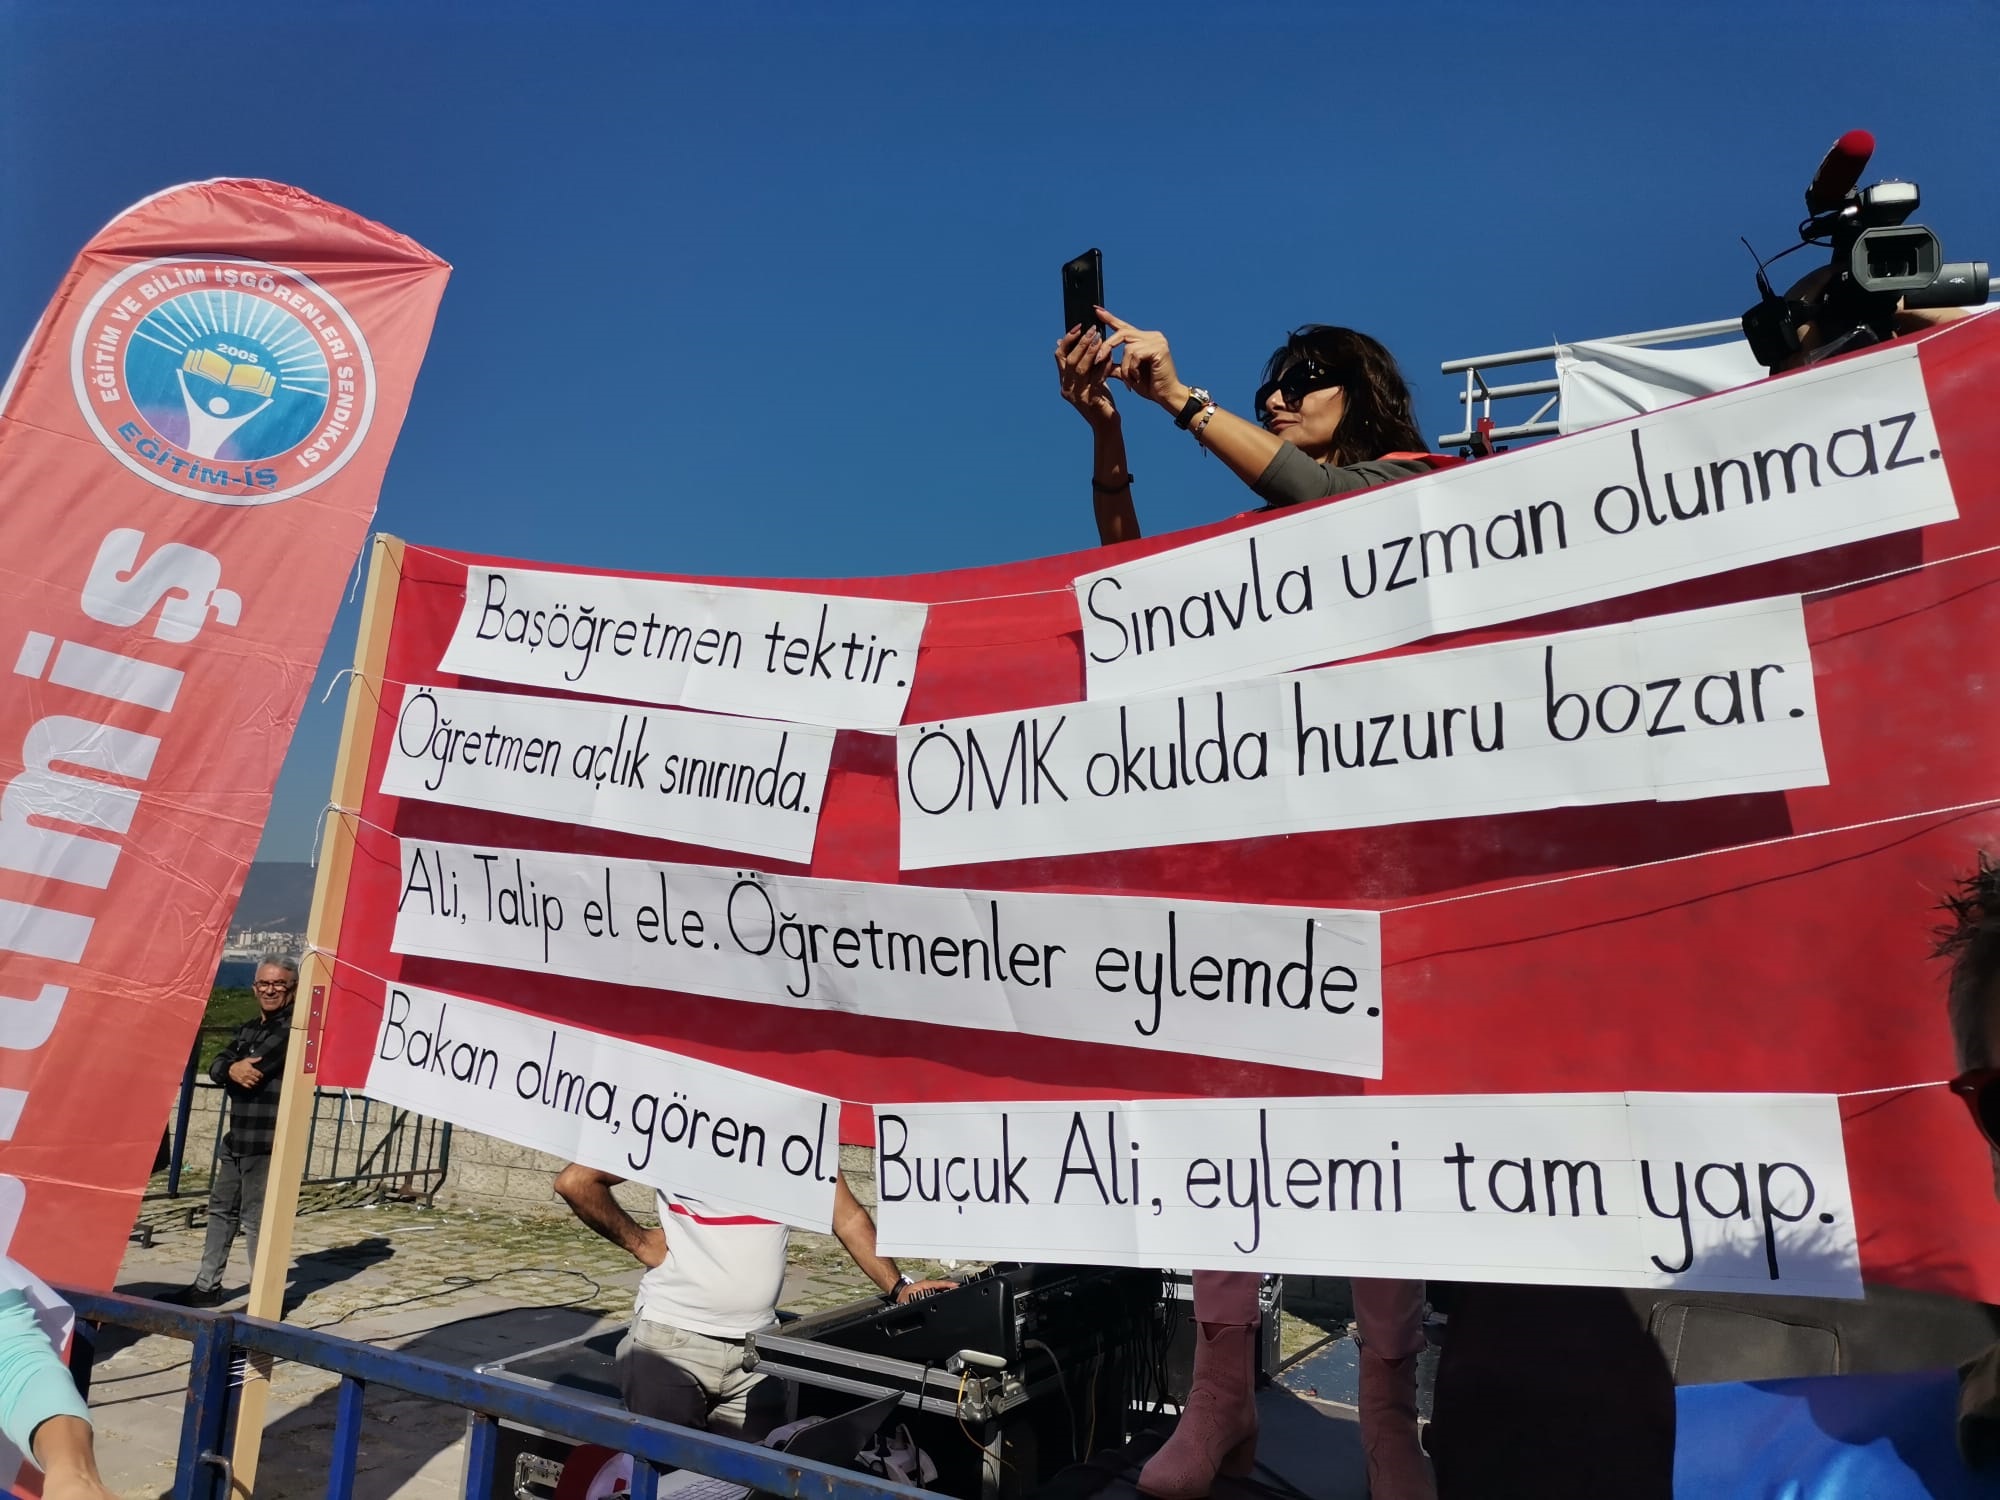 EĞİTİM VE BİLİM İŞGÖRENLERİ SENDİKASI
2005
EĞİTİM-İŞ
Başöğretmen tektir.
Sınavla uzman olunmaz.
Öğretmen açlık sınırında.
ÖMK okulda huzuru bozar.
Ali, Talip el ele. Öğretmenler eylemde.
Bakan olma, gören ol.
Buçuk Ali, eylemi tam yap.
4K